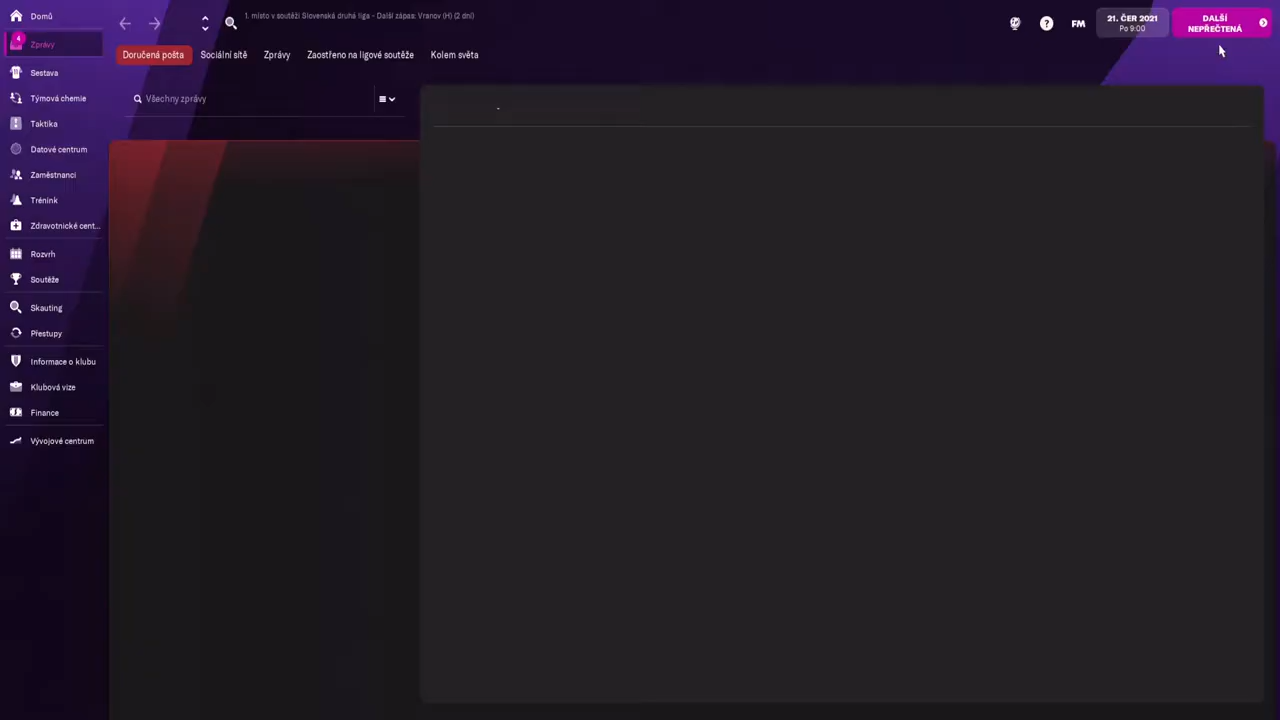 Domů
1. místo v soutěži Slovenská druhá liga - Další zápas: Vranov (H) (2 dní)
FM
21. ČER 2021
Po 9:00
DALŠÍ
NEPŘEČTENÁ
4
Zprávy
Doručená pošta
Sociální sítě
Zprávy
Zaostřeno na ligové soutěže
Kolem světa
Sestava
Všechny zprávy
Týmová chemie
Taktika
Datové centrum
Zaměstnanci
Trénink
Zdravotnické cent...
Rozvrh
Soutěže
Skauting
Přestupy
Informace o klubu
Klubová vize
Finance
Vývojové centrum